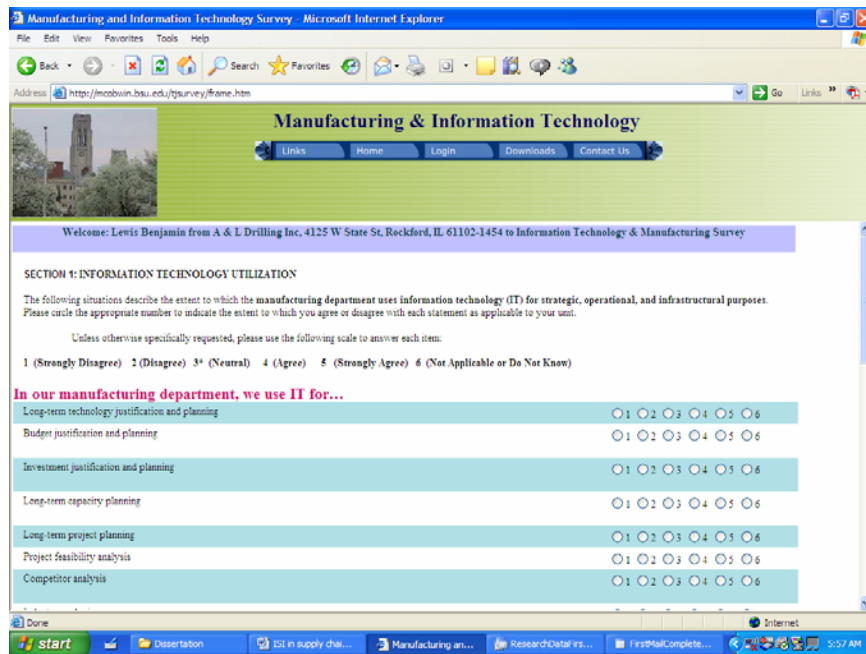 Manufacturing and Information Technology Survey - Microsoft Internet Explorer
File Edit View Favorites Tools Help
Back Search Favorites
Address http://mcobwin.bsu.edu/tjsurvey/frame.htm Go Links »
Manufacturing & Information Technology
Links Home Login Downloads Contact Us
Welcome: Lewis Benjamin from A & L Drilling Inc, 4125 W State St, Rockford, IL 61102-1454 to Information Technology & Manufacturing Survey
SECTION 1: INFORMATION TECHNOLOGY UTILIZATION
The following situations describe the extent to which the manufacturing department uses information technology (IT) for strategic, operational, and infrastructural purposes.
Please circle the appropriate number to indicate the extent to which you agree or disagree with each statement as applicable to your unit.
Unless otherwise specifically requested, please use the following scale to answer each item:
1 (Strongly Disagree) 2 (Disagree) 3* (Neutral) 4 (Agree) 5 (Strongly Agree) 6 (Not Applicable or Do Not Know)
In our manufacturing department, we use IT for...
Long-term technology justification and planning 1 2 3 4 5 6
Budget justification and planning 1 2 3 4 5 6
Investment justification and planning 1 2 3 4 5 6
Long-term capacity planning 1 2 3 4 5 6
Long-term project planning 1 2 3 4 5 6
Project feasibility analysis 1 2 3 4 5 6
Competitor analysis 1 2 3 4 5 6
Done Internet
start Dissertation ISI in supply chai... Manufacturing an... ResearchDataFirs... FirstMailComplete... 5:57 AM